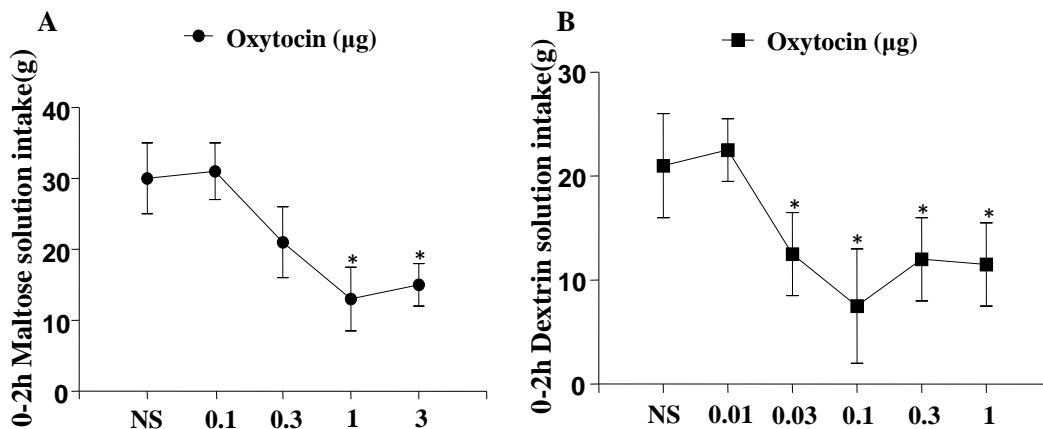 A
Oxytocin (µg)
0-2h Maltose solution intake(g)
40
30
20
10
0
NS 0.1 0.3 1 3
* *
B
Oxytocin (µg)
0-2h Dextrin solution intake(g)
30
20
10
0
NS 0.01 0.03 0.1 0.3 1
* * * *